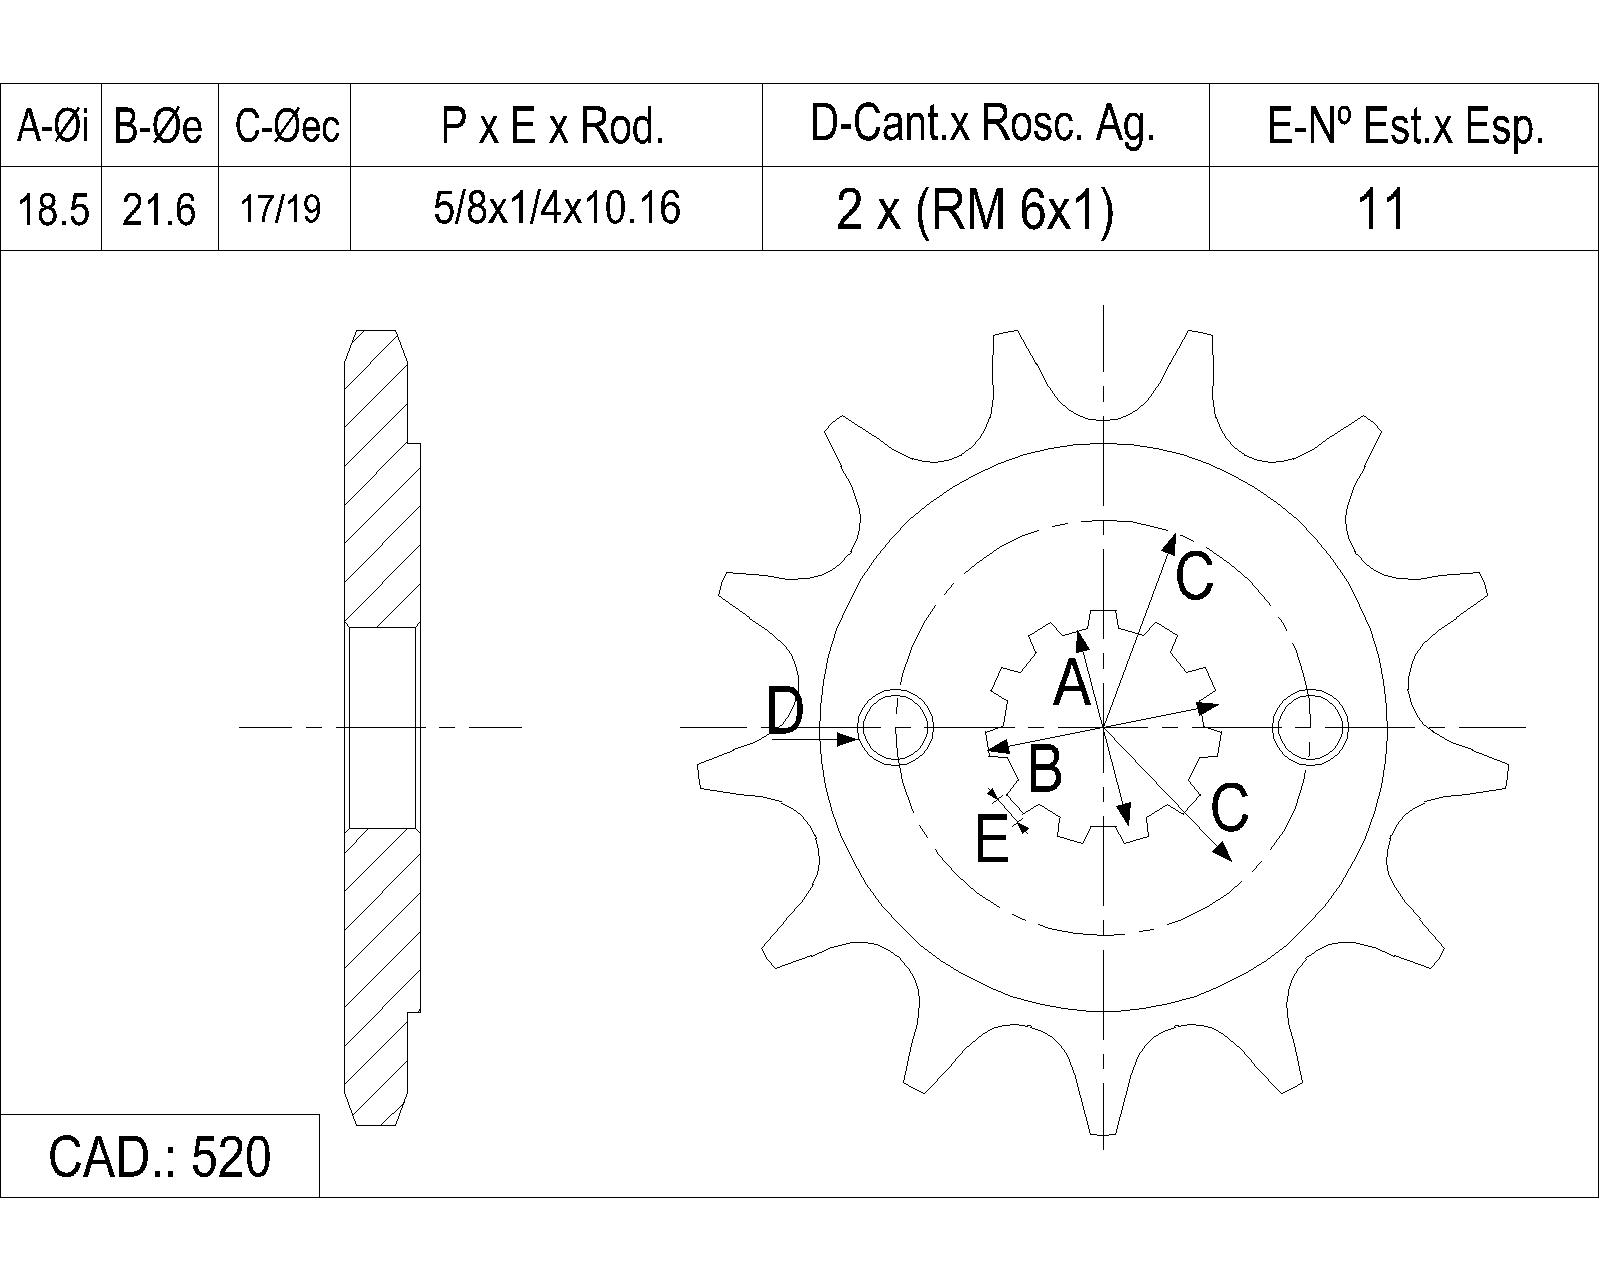 A-Øi B-Øe C-Øec P x E x Rod. D-Cant.x Rosc. Ag. E-Nº Est.x Esp.
18.5 21.6 17/19 5/8x1/4x10.16 2 x (RM 6x1) 11
C
A
D
B
C
E
CAD.: 520